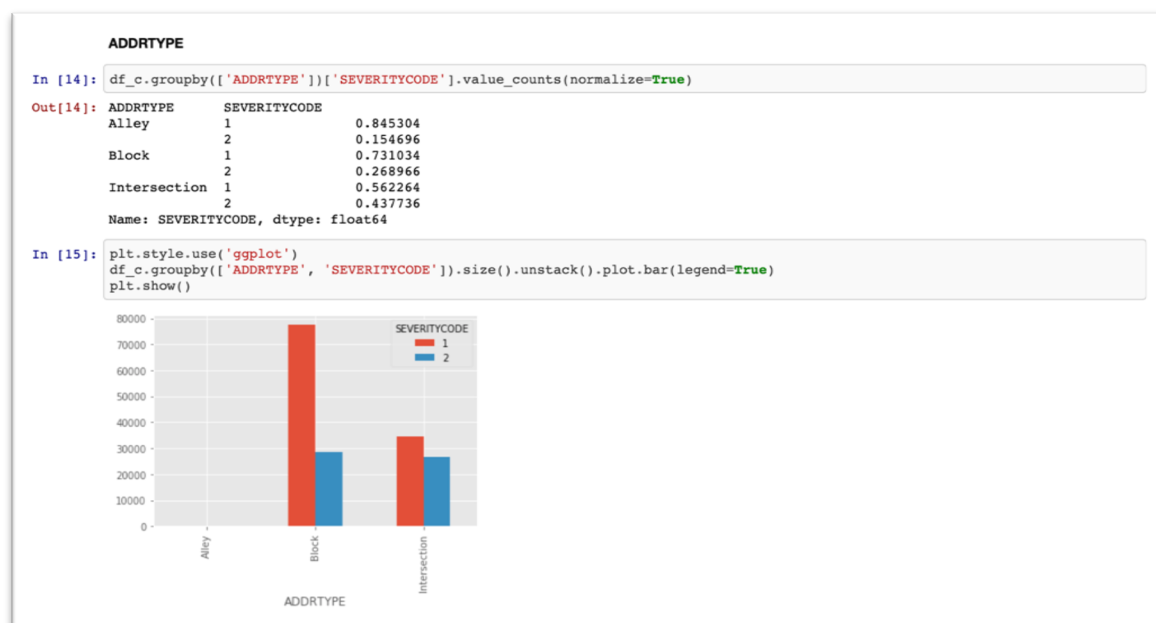 ADDRTYPE
In [14]: df_c.groupby(['ADDRTYPE'])['SEVERITYCODE'].value_counts(normalize=True)
Out[14]: ADDRTYPE SEVERITYCODE
Alley 1 0.845304
2 0.154696
Block 1 0.731034
2 0.268966
Intersection 1 0.562264
2 0.437736
Name: SEVERITYCODE, dtype: float64
In [15]: plt.style.use('ggplot')
df_c.groupby(['ADDRTYPE', 'SEVERITYCODE']).size().unstack().plot.bar(legend=True)
plt.show()
80000
70000
60000
50000
40000
30000
20000
10000
0
SEVERITYCODE
1
2
Alley
Block
Intersection
ADDRTYPE